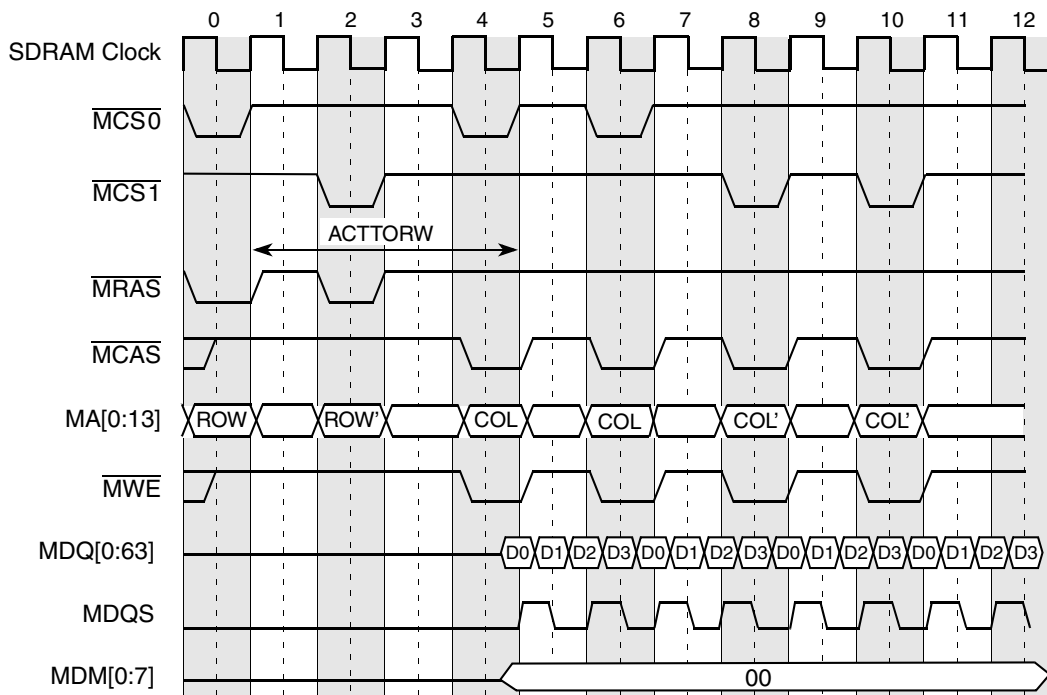 0 1 2 3 4 5 6 7 8 9 10 11 12
SDRAM Clock
MCS0
MCS1
ACTTORW
MRAS
MCAS
MA[0:13] ROW ROW' COL COL COL' COL'
MWE
MDQ[0:63] D0 D1 D2 D3 D0 D1 D2 D3 D0 D1 D2 D3 D0 D1 D2 D3
MDQS
MDM[0:7] 00